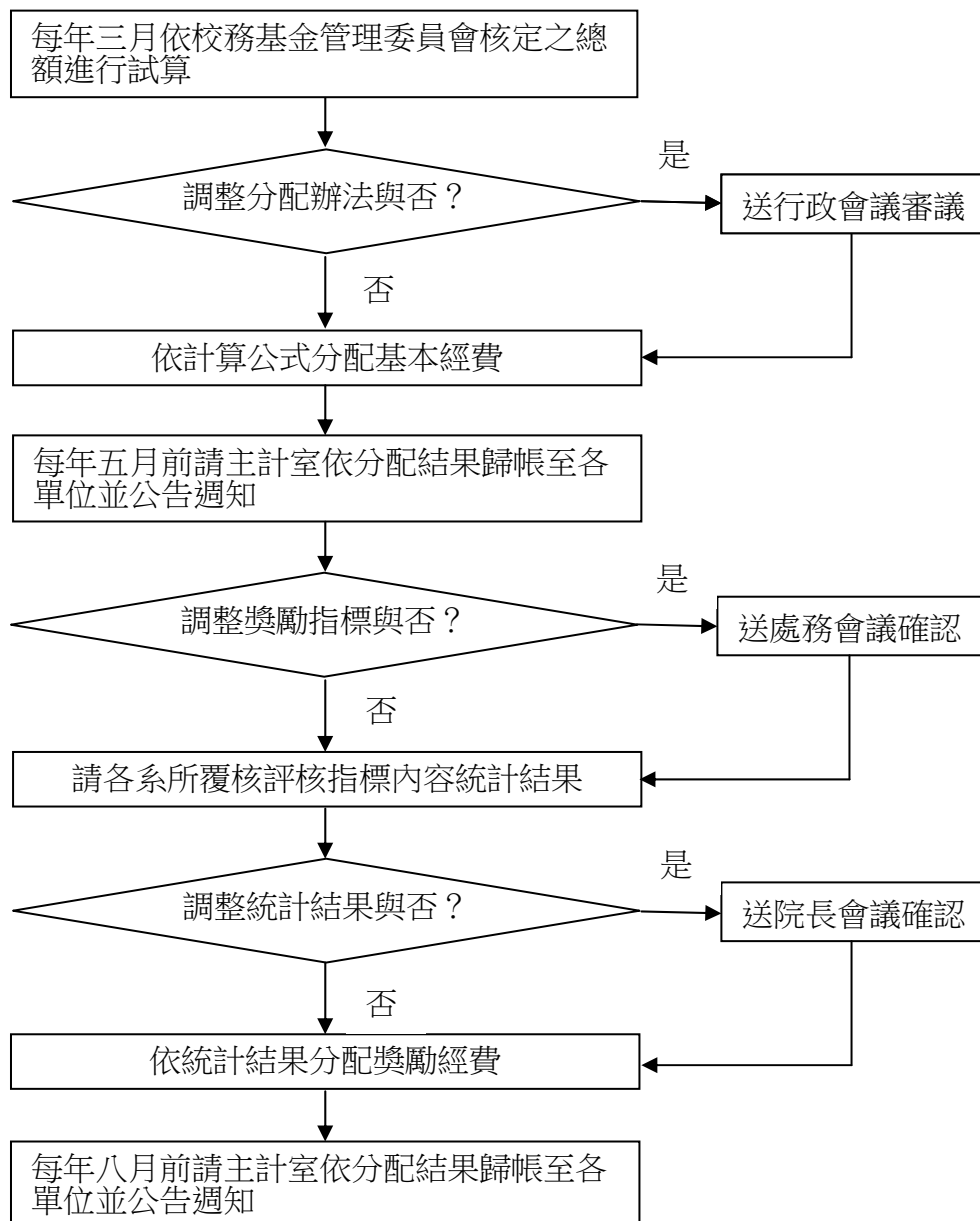 每年三月依校務基金管理委員會核定之總
額進行試算
是
調整分配辦法與否？
送行政會議審議
否
依計算公式分配基本經費
每年五月前請主計室依分配結果歸帳至各
單位並公告週知
是
調整獎勵指標與否？
送處務會議確認
否
請各系所覆核評核指標內容統計結果
是
調整統計結果與否？
送院長會議確認
否
依統計結果分配獎勵經費
每年八月前請主計室依分配結果歸帳至各
單位並公告週知